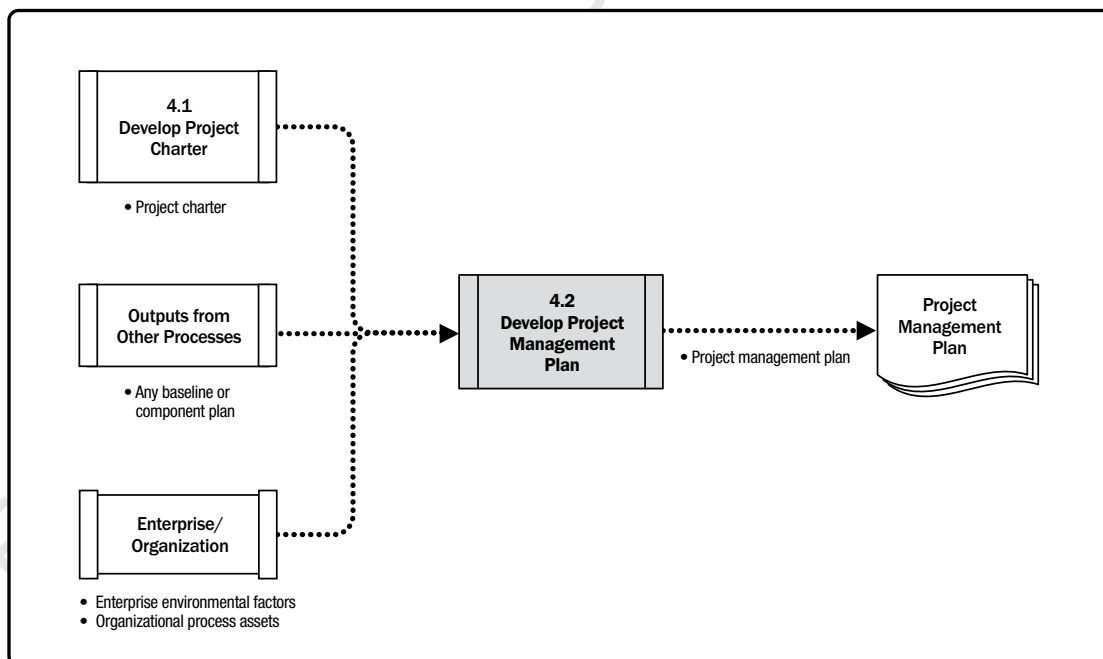 4.1
Develop Project
Charter
• Project charter
Outputs from
Other Processes
• Any baseline or
component plan
Enterprise/
Organization
• Enterprise environmental factors
• Organizational process assets
4.2
Develop Project
Management
Plan
• Project management plan
Project
Management
Plan